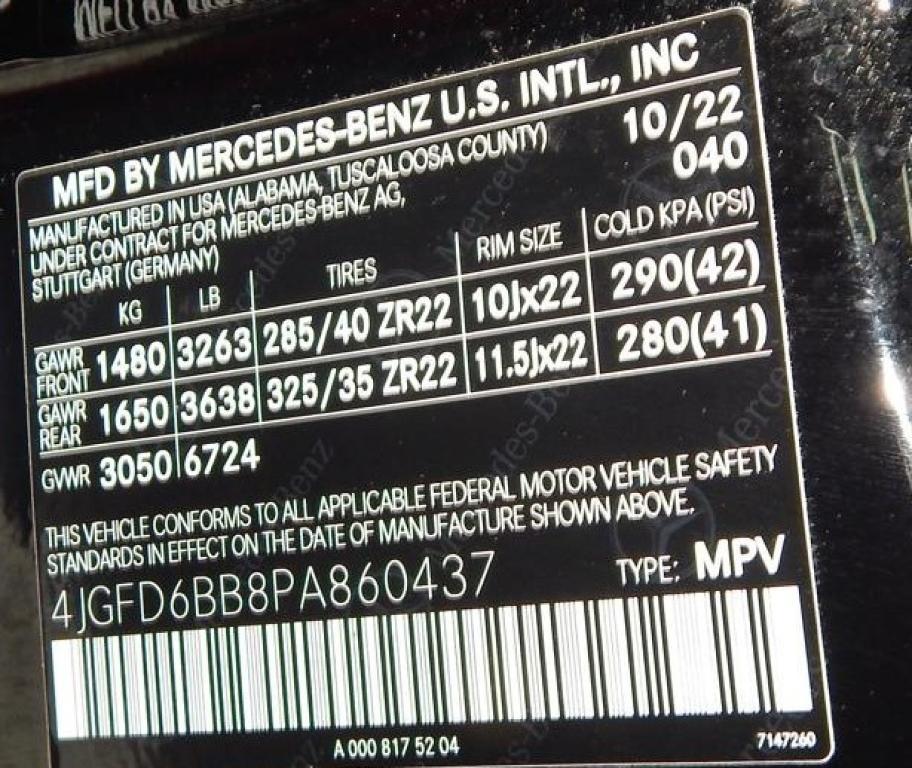 MFD BY MERCEDES-BENZ U.S. INTL., INC
10/22
MANUFACTURED IN USA (ALABAMA, TUSCALOOSA COUNTY)
040
UNDER CONTRACT FOR MERCEDES-BENZ AG,
STUTTGART (GERMANY)
KG LB TIRES RIM SIZE COLD KPA (PSI)
GAWR FRONT 1480 3263 285/40 ZR22 10Jx22 290(42)
GAWR REAR 1650 3638 325/35 ZR22 11.5Jx22 280(41)
GVWR 3050 6724
THIS VEHICLE CONFORMS TO ALL APPLICABLE FEDERAL MOTOR VEHICLE SAFETY
STANDARDS IN EFFECT ON THE DATE OF MANUFACTURE SHOWN ABOVE.
4JGFD6BB8PA860437 TYPE: MPV
A 000 817 52 04
7147260